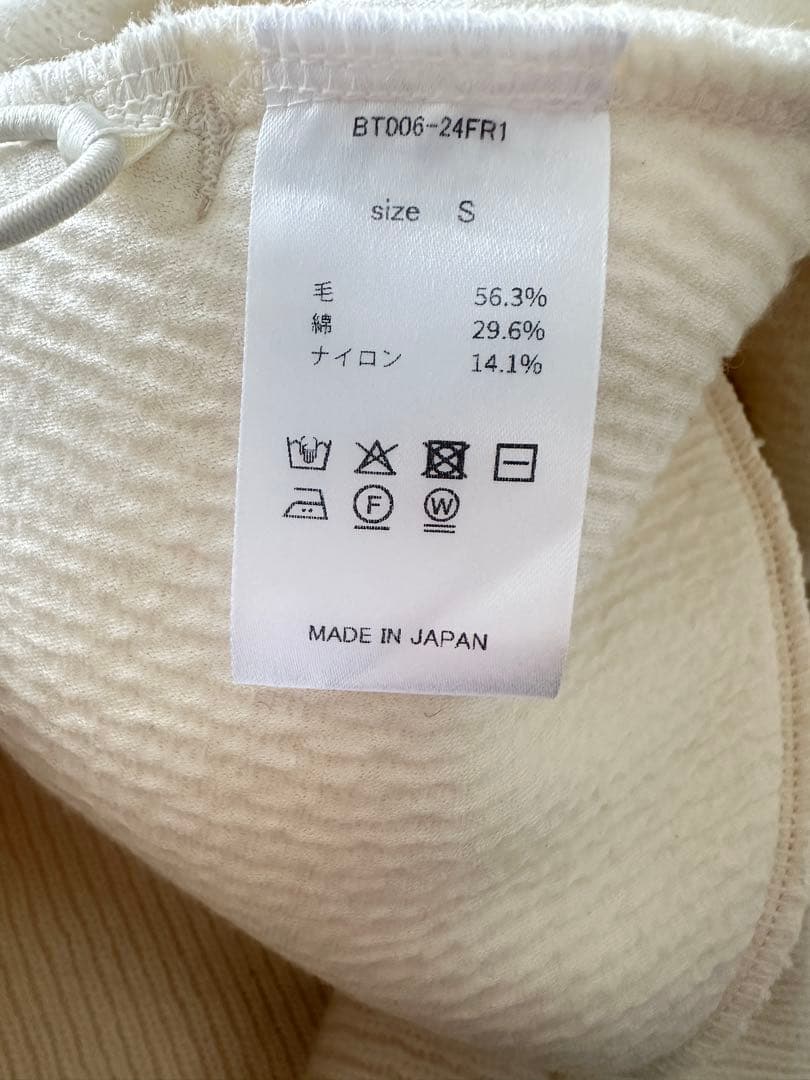 BT006-24FR1
size S
毛 56.3%
綿 29.6%
ナイロン 14.1%
F W
MADE IN JAPAN